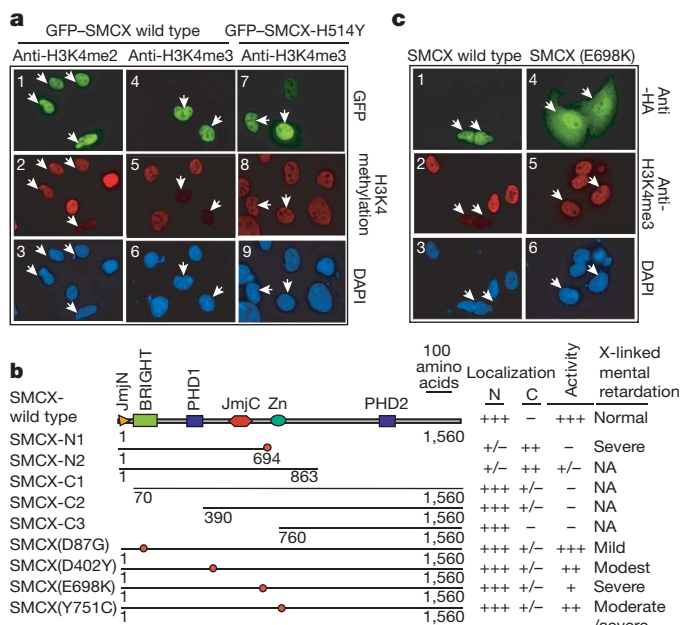 a
c
GFP–SMCX wild type GFP–SMCX-H514Y
Anti-H3K4me2 Anti-H3K4me3 Anti-H3K4me3
1 4 7 GFP
2 5 8 H3K4 methylation
3 6 9 DAPI
SMCX wild type SMCX (E698K)
1 4 Anti-HA
2 5 Anti-H3K4me3
3 6 DAPI
b
JmjN BRIGHT PHD1 JmjC Zn PHD2
100 amino acids
Localization Activity X-linked mental retardation
N C
SMCX-wild type 1 1,560 +++ – +++ Normal
SMCX-N1 1 694 +/– ++ – Severe
SMCX-N2 1 863 +/– ++ +/– NA
SMCX-C1 70 1,560 +++ +/– – NA
SMCX-C2 390 1,560 +++ +/– – NA
SMCX-C3 760 1,560 +++ – – NA
SMCX(D87G) 1 1,560 +++ +/– +++ Mild
SMCX(D402Y) 1 1,560 +++ +/– ++ Modest
SMCX(E698K) 1 1,560 +++ +/– + Severe
SMCX(Y751C) 1 1,560 +++ +/– ++ Moderate
/severe